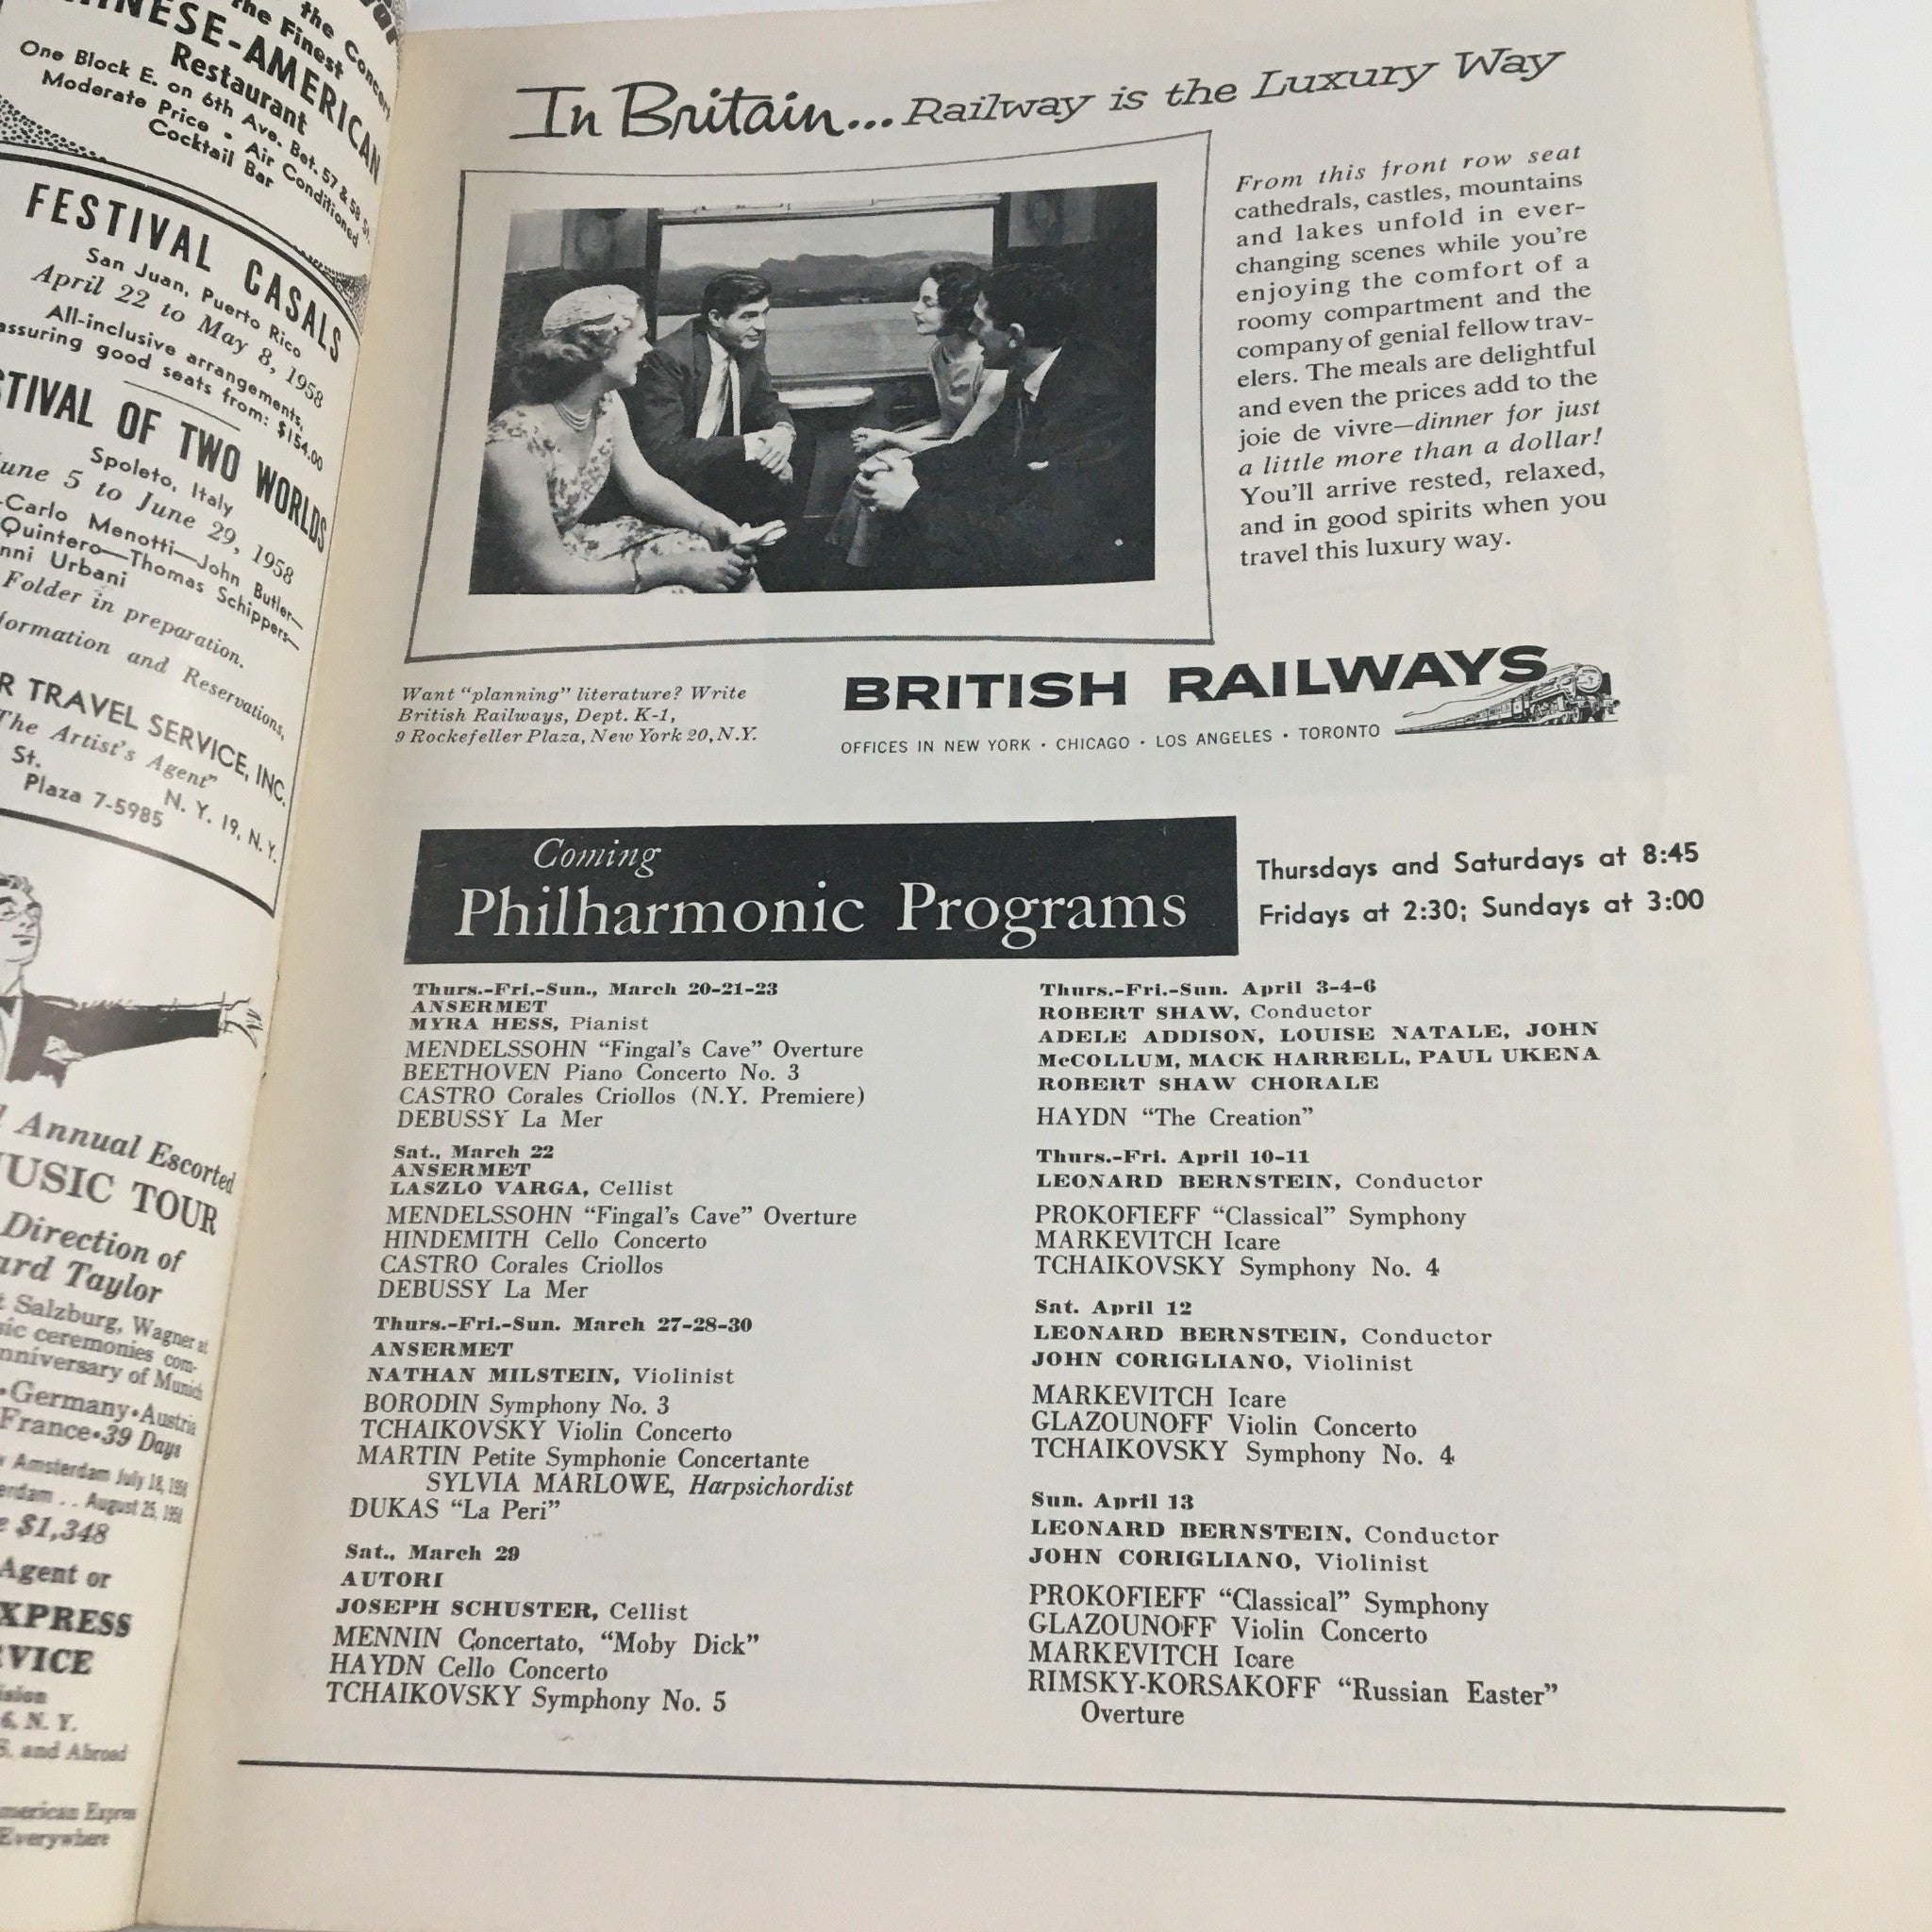 the Concert
the Finest
CHINESE-AMERICAN
Restaurant
One Block E. on 6th Ave. Bet. 57 & 58 St.
Moderate Price • Air Conditioned
Cocktail Bar
FESTIVAL CASALS
San Juan, Puerto Rico
April 22 to May 8, 1958
All-inclusive arrangements,
assuring good seats from: $154.00
OF TWO WORLDS
Spoleto, Italy
June 5 to June 29, 1958
Carlo Menotti—John Butler—
Quintero—Thomas Schippers—
Urbani
Folder in preparation.
and Reservations,
TRAVEL SERVICE, INC.
"The Artist's Agent"
St. N. Y. 19, N. Y.
Plaza 7-5985
Annual Escorted
MUSIC TOUR
Direction of
Taylor
Salzburg, Wagner at
ceremonies com-
of Munich
•Germany•Austria
France•39 Days
Amsterdam July 18, 1958
. . August 25, 1958
$1,348
Agent or
N. Y.
and Abroad
Everywhere
In Britain... Railway is the Luxury Way
From this front row seat
cathedrals, castles, mountains
and lakes unfold in ever-
changing scenes while you're
enjoying the comfort of a
roomy compartment and the
company of genial fellow trav-
elers. The meals are delightful
and even the prices add to the
joie de vivre—dinner for just
a little more than a dollar!
You'll arrive rested, relaxed,
and in good spirits when you
travel this luxury way.
Want "planning" literature? Write
British Railways, Dept. K-1,
9 Rockefeller Plaza, New York 20, N.Y.
BRITISH RAILWAYS
OFFICES IN NEW YORK • CHICAGO • LOS ANGELES • TORONTO
Coming
Philharmonic Programs
Thursdays and Saturdays at 8:45
Fridays at 2:30; Sundays at 3:00
Thurs.-Fri.-Sun., March 20-21-23
ANSERMET
MYRA HESS, Pianist
MENDELSSOHN "Fingal's Cave" Overture
BEETHOVEN Piano Concerto No. 3
CASTRO Corales Criollos (N.Y. Premiere)
DEBUSSY La Mer
Sat., March 22
ANSERMET
LASZLO VARGA, Cellist
MENDELSSOHN "Fingal's Cave" Overture
HINDEMITH Cello Concerto
CASTRO Corales Criollos
DEBUSSY La Mer
Thurs.-Fri.-Sun. March 27-28-30
ANSERMET
NATHAN MILSTEIN, Violinist
BORODIN Symphony No. 3
TCHAIKOVSKY Violin Concerto
MARTIN Petite Symphonie Concertante
SYLVIA MARLOWE, Harpsichordist
DUKAS "La Peri"
Sat., March 29
AUTORI
JOSEPH SCHUSTER, Cellist
MENNIN Concertato, "Moby Dick"
HAYDN Cello Concerto
TCHAIKOVSKY Symphony No. 5
Thurs.-Fri.-Sun. April 3-4-6
ROBERT SHAW, Conductor
ADELE ADDISON, LOUISE NATALE, JOHN
McCOLLUM, MACK HARRELL, PAUL UKENA
ROBERT SHAW CHORALE
HAYDN "The Creation"
Thurs.-Fri. April 10-11
LEONARD BERNSTEIN, Conductor
PROKOFIEFF "Classical" Symphony
MARKEVITCH Icare
TCHAIKOVSKY Symphony No. 4
Sat. April 12
LEONARD BERNSTEIN, Conductor
JOHN CORIGLIANO, Violinist
MARKEVITCH Icare
GLAZOUNOFF Violin Concerto
TCHAIKOVSKY Symphony No. 4
Sun. April 13
LEONARD BERNSTEIN, Conductor
JOHN CORIGLIANO, Violinist
PROKOFIEFF "Classical" Symphony
GLAZOUNOFF Violin Concerto
MARKEVITCH Icare
RIMSKY-KORSAKOFF "Russian Easter"
Overture